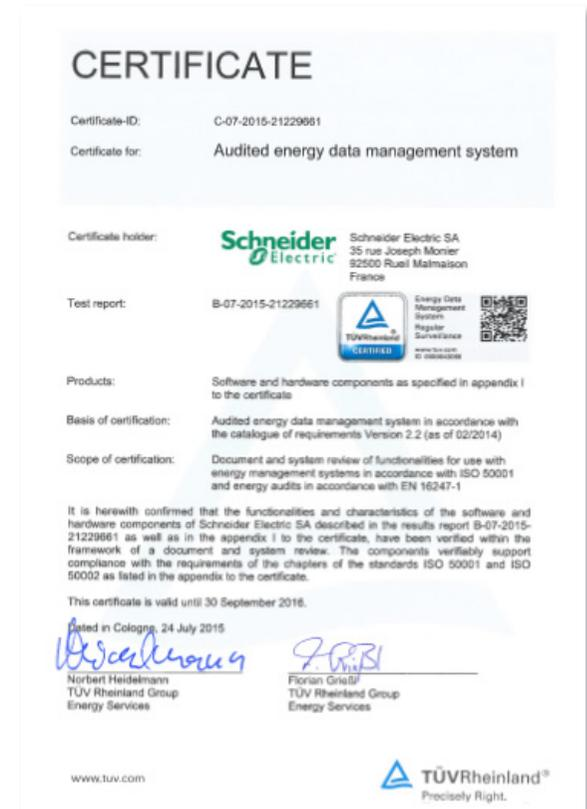 CERTIFICATE
Certificate-ID: C-07-2015-21229661
Certificate for: Audited energy data management system
Certificate holder:
Schneider
Electric
Schneider Electric SA
35 rue Joseph Monier
92500 Rueil Malmaison
France
Test report: B-07-2015-21229661
TÜVRheinland
CERTIFIED
Energy Data
Management
System
Regular
Surveillance
www.tuv.com
Products: Software and hardware components as specified in appendix I
to the certificate
Basis of certification: Audited energy data management system in accordance with
the catalogue of requirements Version 2.2 (as of 02/2014)
Scope of certification: Document and system review of functionalities for use with
energy management systems in accordance with ISO 50001
and energy audits in accordance with EN 16247-1
It is herewith confirmed that the functionalities and characteristics of the software and
hardware components of Schneider Electric SA described in the results report B-07-2015-
21229661 as well as in the appendix I to the certificate, have been verified within the
framework of a document and system review. The components verifiably support
compliance with the requirements of the chapters of the standards ISO 50001 and ISO
50002 as listed in the appendix to the certificate.
This certificate is valid until 30 September 2016.
Dated in Cologne, 24 July 2015
Norbert Heidelmann
TÜV Rheinland Group
Energy Services
Florian Grießl
TÜV Rheinland Group
Energy Services
www.tuv.com
TÜVRheinland®
Precisely Right.